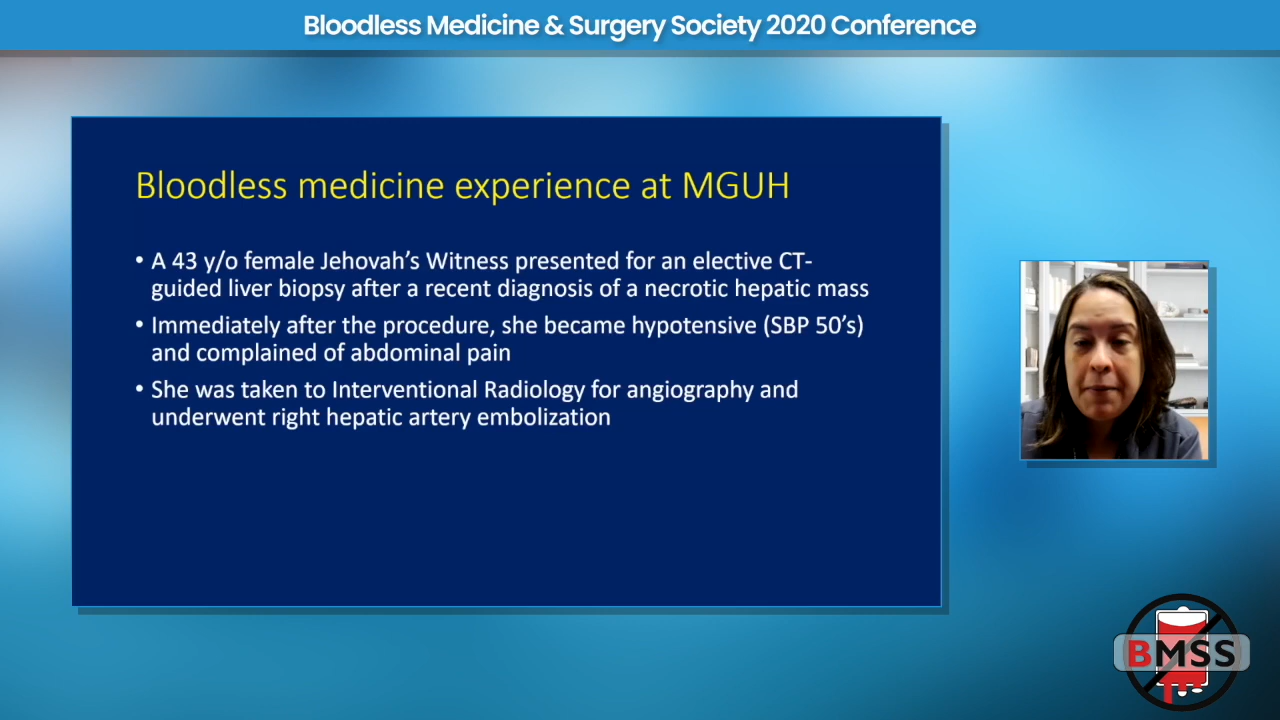 Bloodless Medicine & Surgery Society 2020 Conference
Bloodless medicine experience at MGUH
• A 43 y/o female Jehovah’s Witness presented for an elective CT-
guided liver biopsy after a recent diagnosis of a necrotic hepatic mass
• Immediately after the procedure, she became hypotensive (SBP 50’s)
and complained of abdominal pain
• She was taken to Interventional Radiology for angiography and
underwent right hepatic artery embolization
BMSS